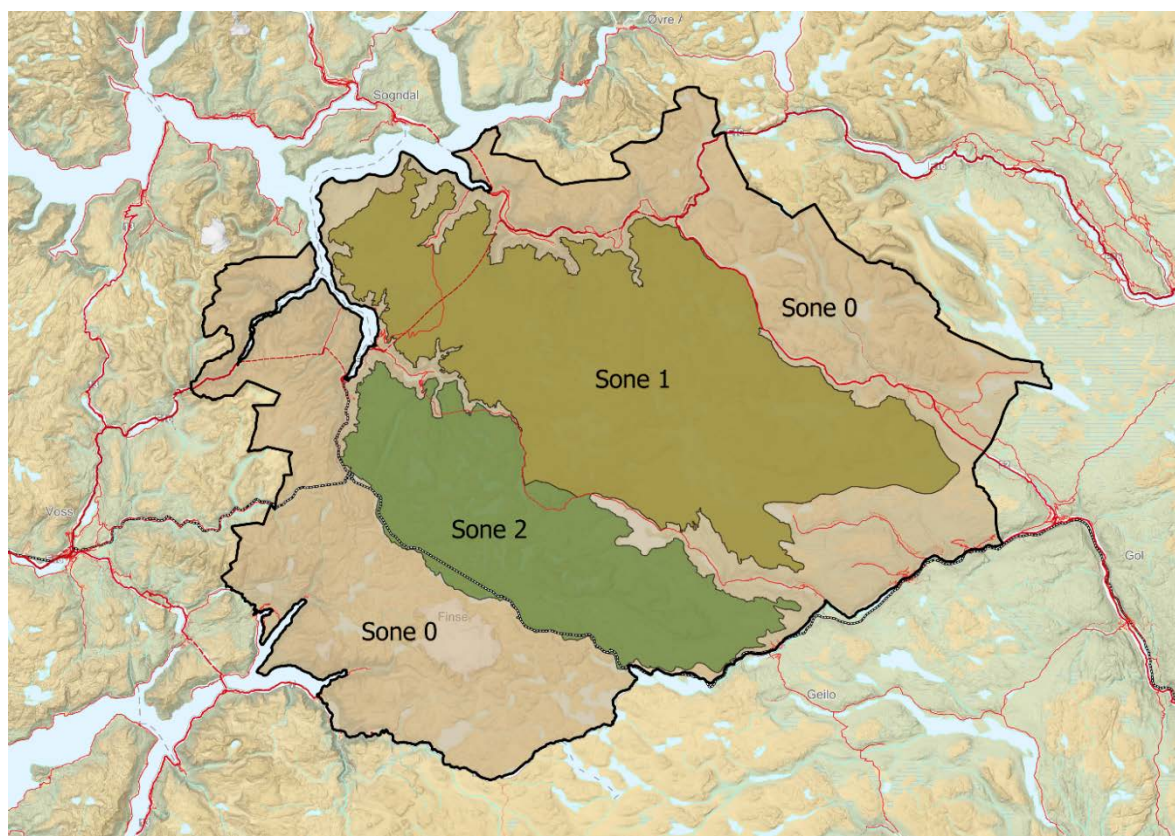 Øvre Å
Sogndal
Sone 0
Sone 1
Voss
Sone 2
Gol
Finse
Sone 0
Geilo